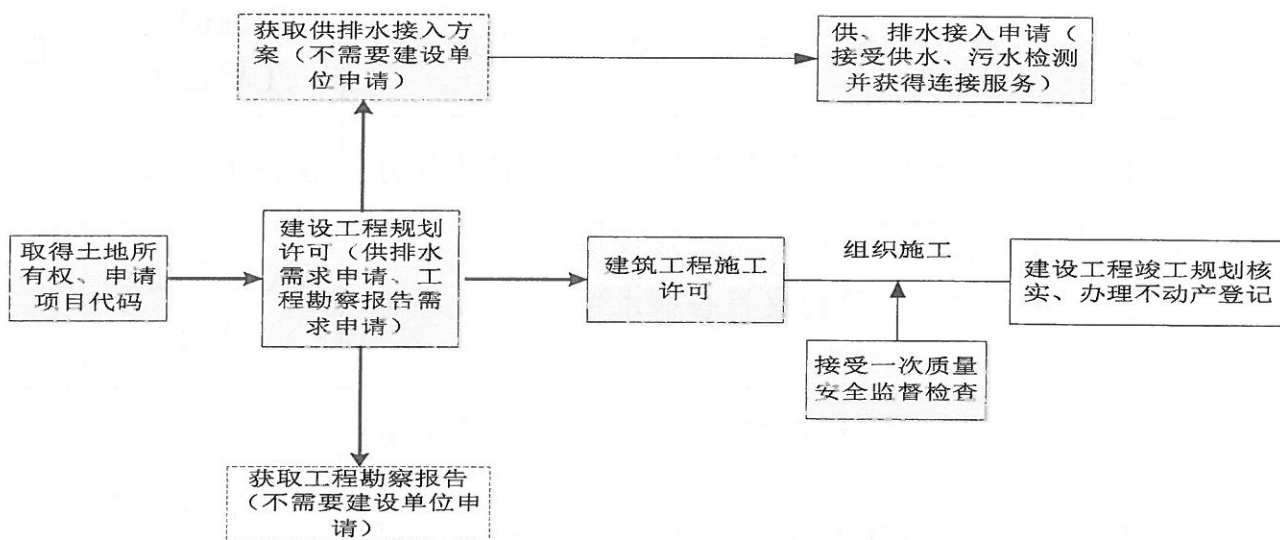 获取供排水接入方
案（不需要建设单
位申请）
供、排水接入申请（
接受供水、污水检测
并获得连接服务）
取得土地所
有权、申请
项目代码
建设工程规划
许可（供排水
需求申请、工
程勘察报告需
求申请）
建筑工程施工
许可
组织施工
建设工程竣工规划核
实、办理不动产登记
接受一次质量
安全监督检查
获取工程勘察报告
（不需要建设单位申
请）